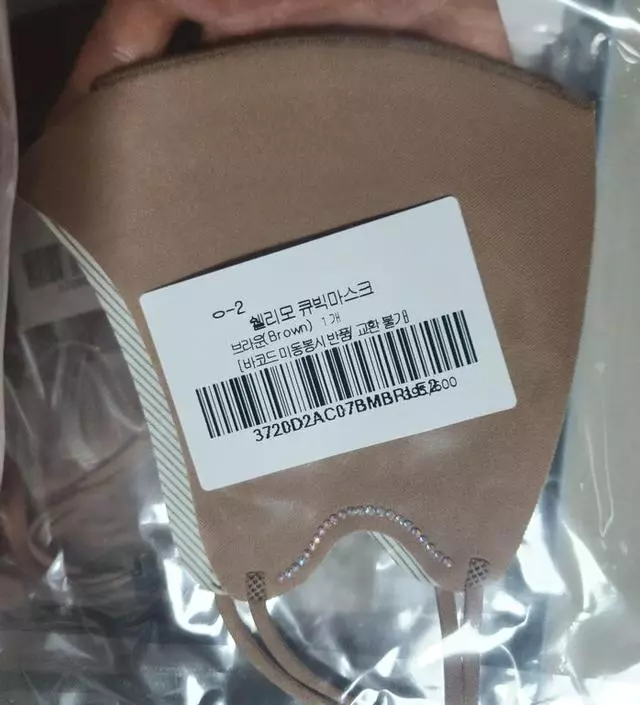 ㅇ-2
쉘리모 큐빅마스크
브라운(Brown) 1개
[바코드 미동봉시 반품/교환 불가]
3720D2AC07BMBR1F2